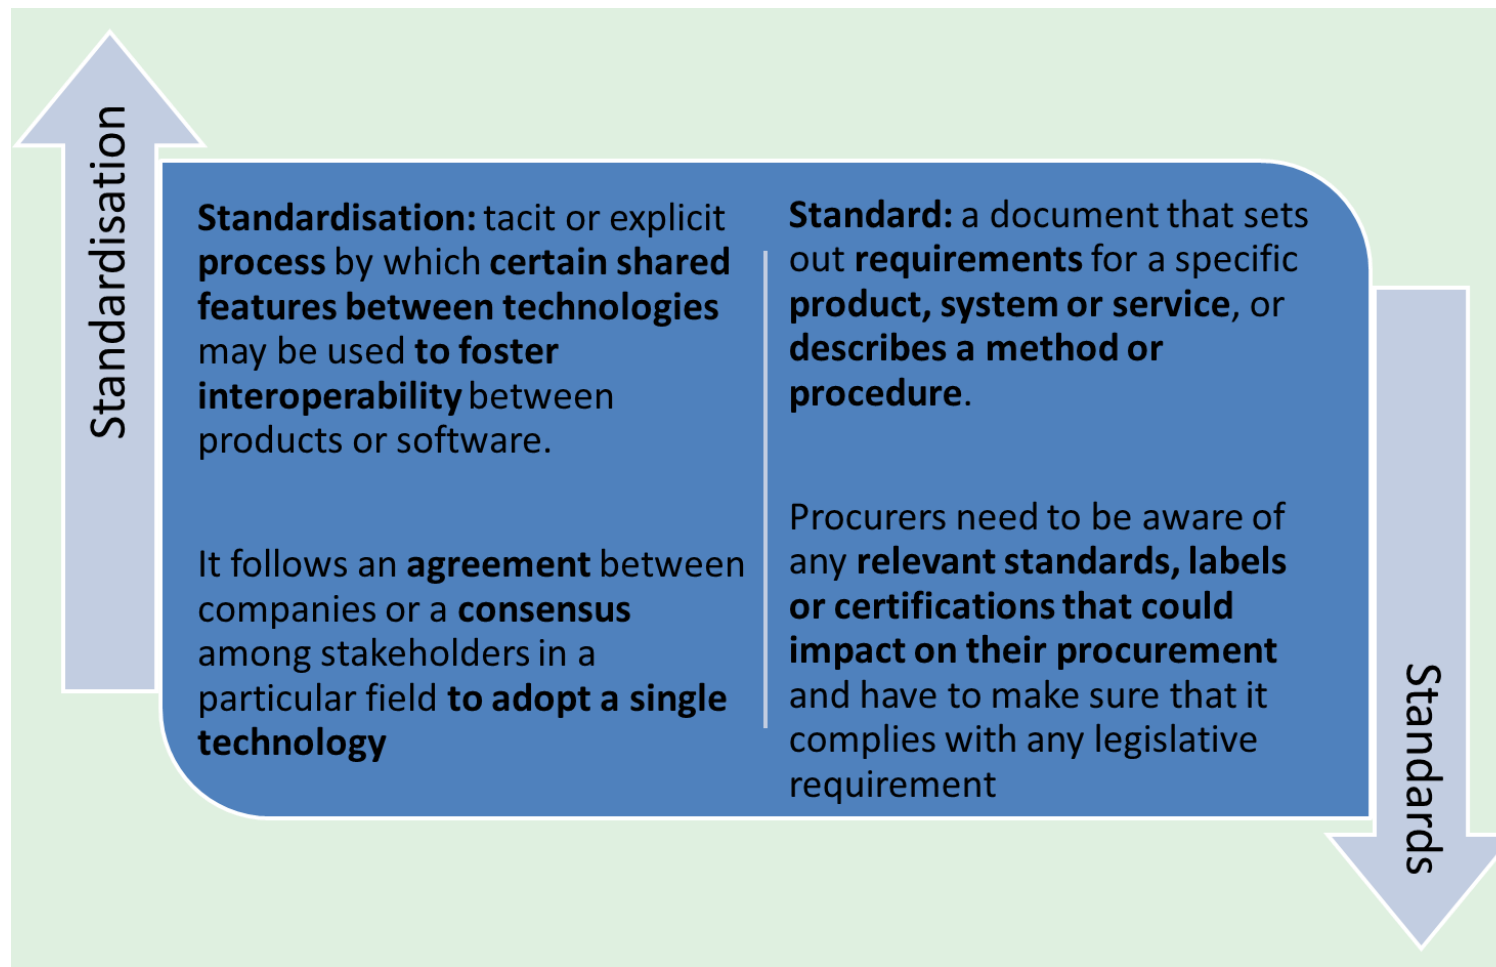 Standardisation
Standardisation: tacit or explicit
process by which certain shared
features between technologies
may be used to foster
interoperability between
products or software.
It follows an agreement between
companies or a consensus
among stakeholders in a
particular field to adopt a single
technology
Standard: a document that sets
out requirements for a specific
product, system or service, or
describes a method or
procedure.
Procurers need to be aware of
any relevant standards, labels
or certifications that could
impact on their procurement
and have to make sure that it
complies with any legislative
requirement
Standards